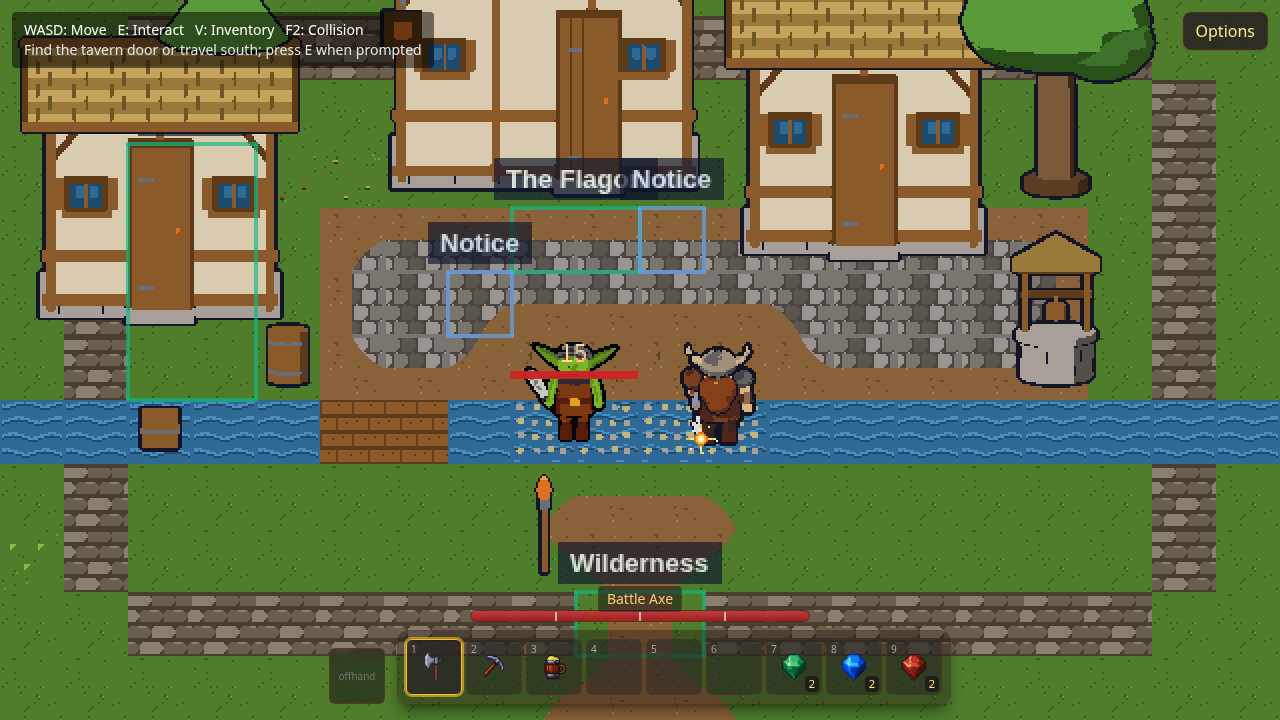 WASD: Move E: Interact V: Inventory F2: Collision
Find the tavern door or travel south; press E when prompted
Options
The Flago
Notice
Notice
15
Wilderness
Battle Axe
1 2 3 4 5 6 7 8 9
offhand
2 2 2